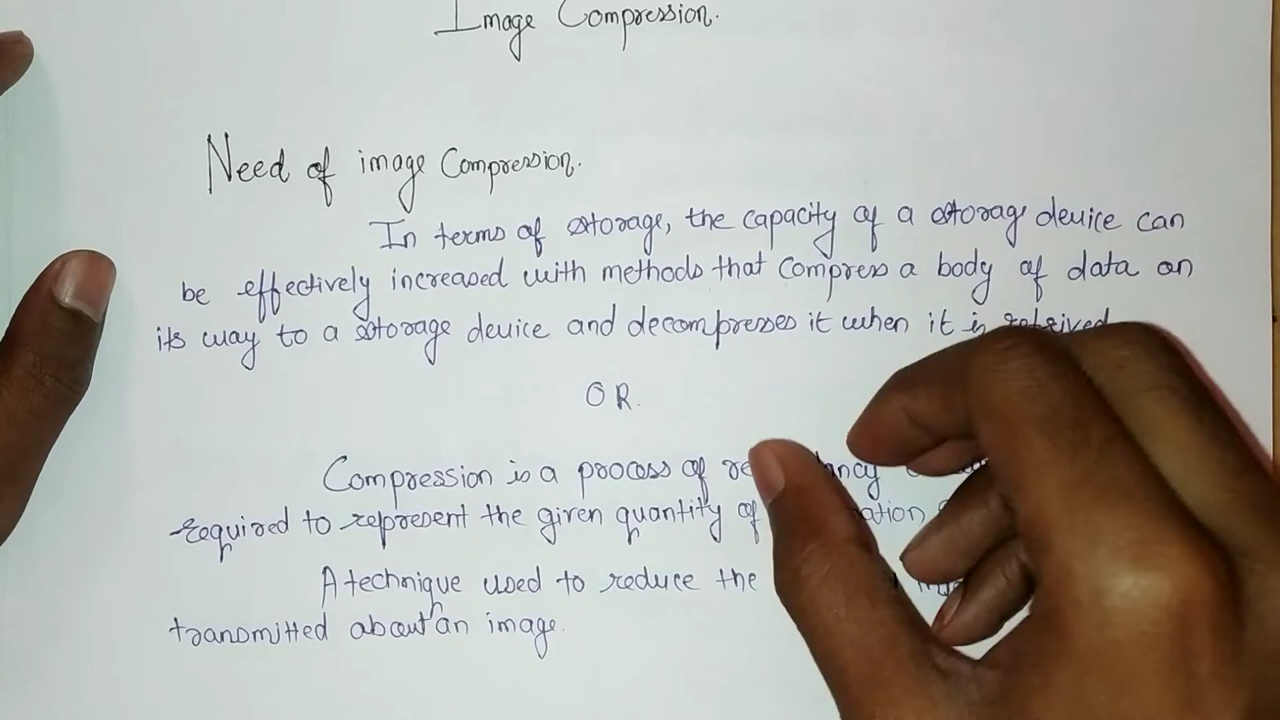 Image Compression.
Need of image Compression.
In terms of storage, the capacity of a storag device can
be effectively increased with methods that compress a body of data on
its way to a storage device and decompresses it when it is retrived
OR.
Compression is a process of
required to represent the given quantity of
A technique used to reduce the
transmitted about an image.